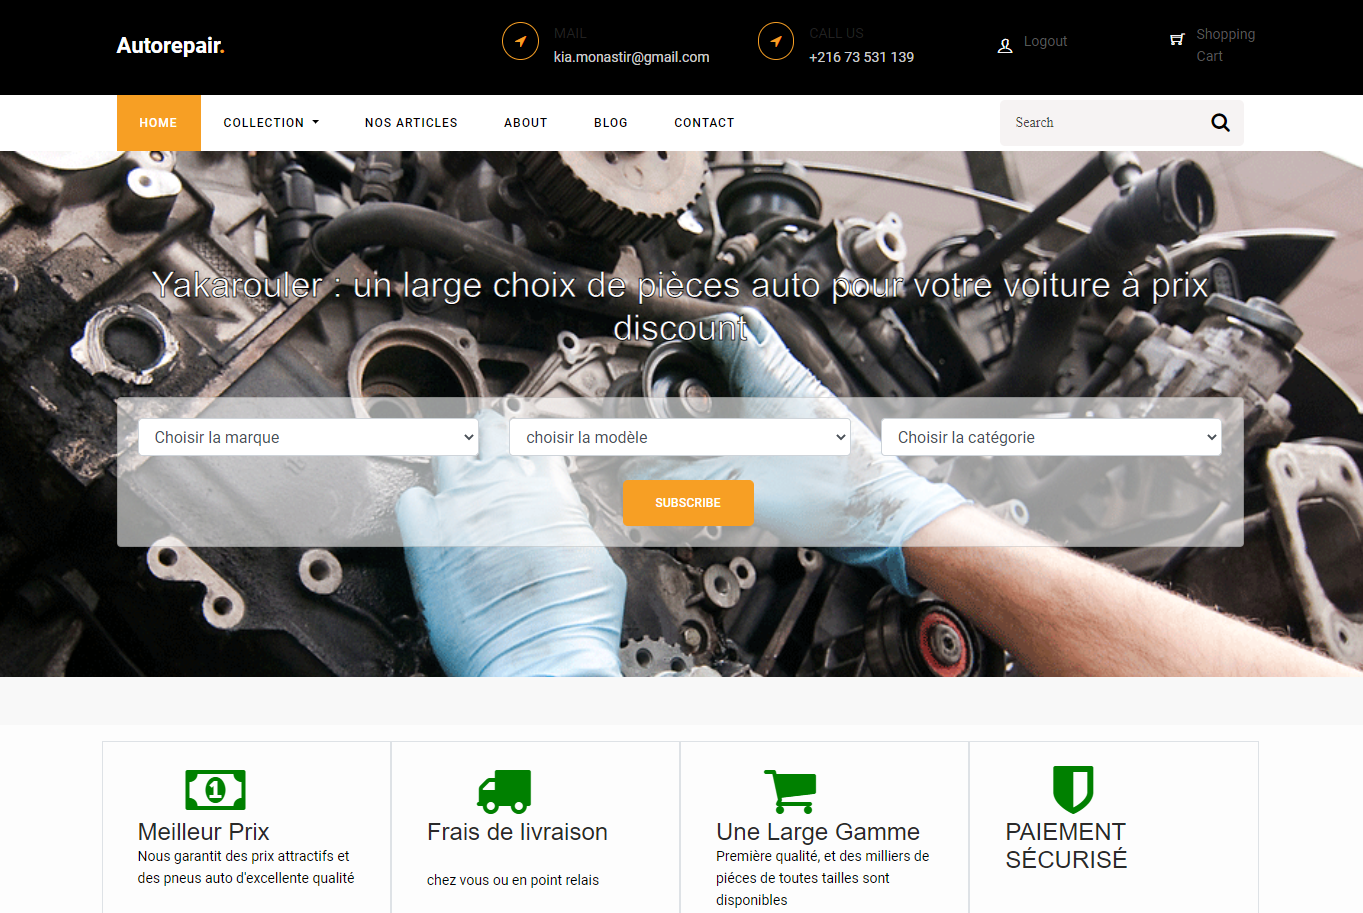 Autorepair.
MAIL
kia.monastir@gmail.com
CALL US
+216 73 531 139
Logout
Shopping
Cart
HOME
COLLECTION
NOS ARTICLES
ABOUT
BLOG
CONTACT
Search
Yakarouler : un large choix de pièces auto pour votre voiture à prix
discount
Choisir la marque
choisir la modèle
Choisir la catégorie
SUBSCRIBE
1
Meilleur Prix
Nous garantit des prix attractifs et
des pneus auto d'excellente qualité
Frais de livraison
chez vous ou en point relais
Une Large Gamme
Première qualité, et des milliers de
piéces de toutes tailles sont
disponibles
PAIEMENT
SÉCURISÉ